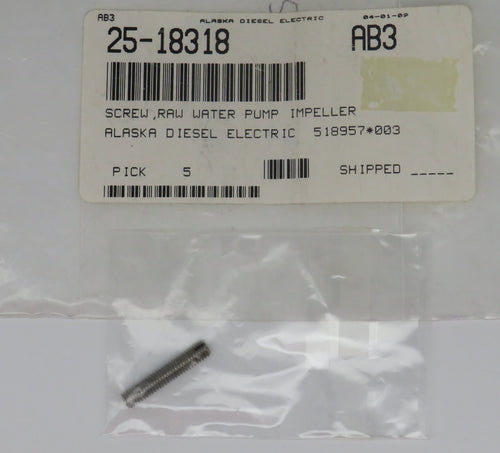 AB3 ALASKA DIESEL ELECTRIC 04-01-09
25-18318 AB3
SCREW,RAW WATER PUMP IMPELLER
ALASKA DIESEL ELECTRIC 518957*003
PICK 5 SHIPPED _____